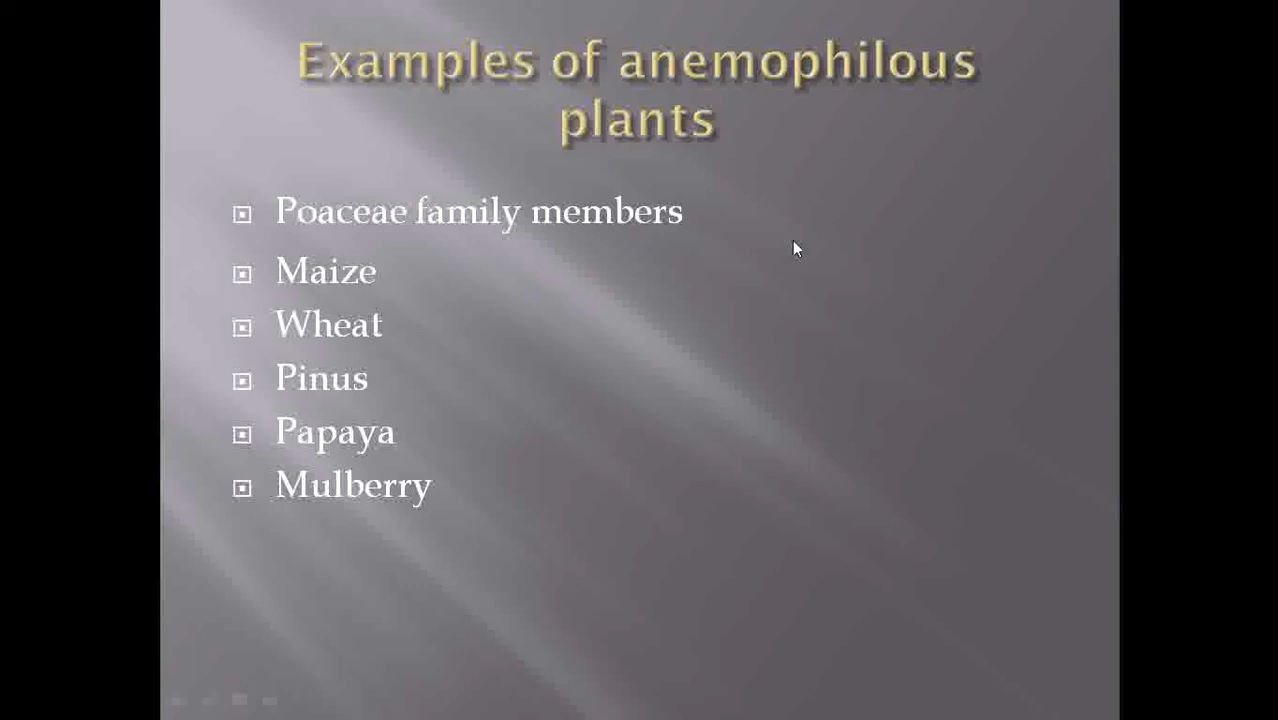 Examples of anemophilous
plants
Poaceae family members
Maize
Wheat
Pinus
Papaya
Mulberry